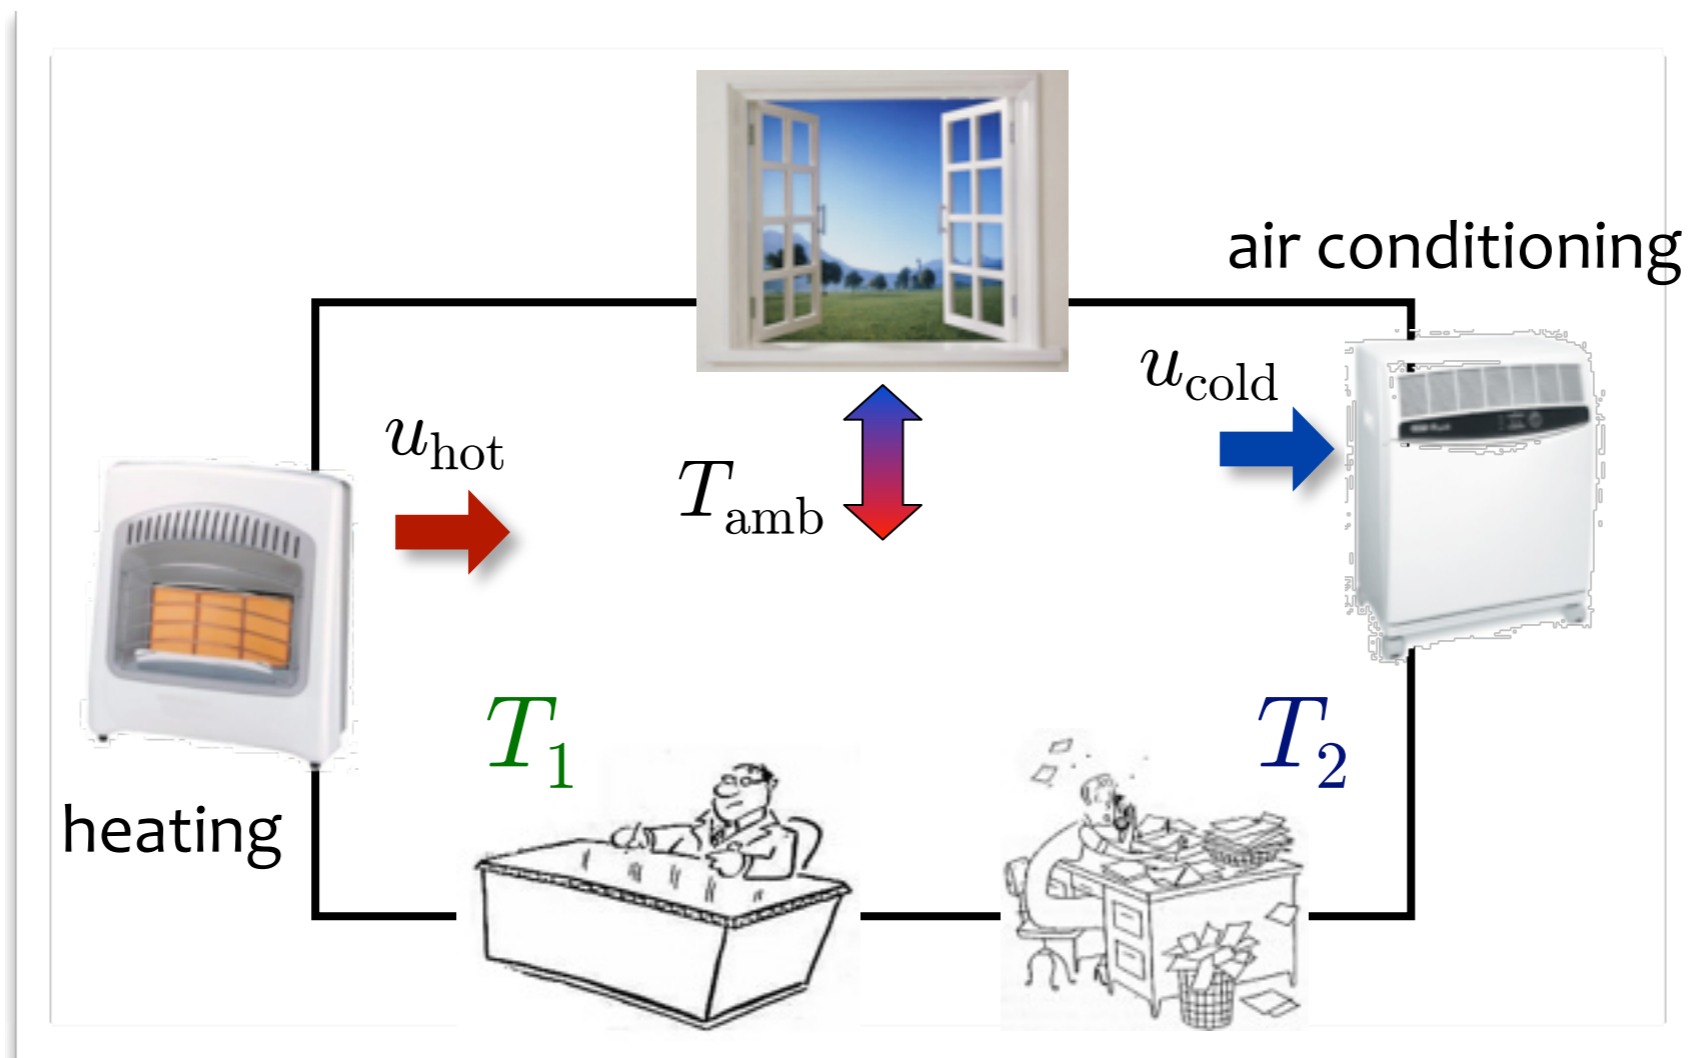 air conditioning
u_cold
u_hot
T_amb
T_1
T_2
heating